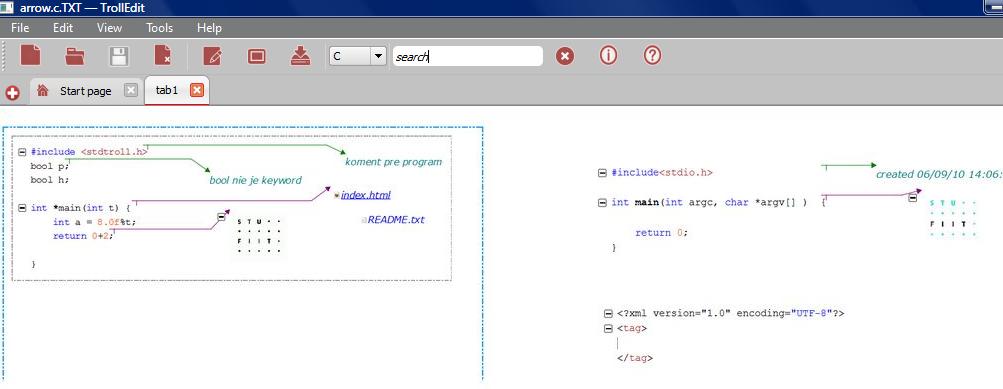 arrow.c.TXT — TrollEdit
File Edit View Tools Help
C search
Start page tab1
#include <stdtroll.h>
bool p;
bool h;
koment pre program
bool nie je keyword
int *main(int t) {
int a = 8.0f%t;
return 0+2;
}
index.html
README.txt
S T U
F I I T
#include<stdio.h>
created 06/09/10 14:06:
int main(int argc, char *argv[] ) {
return 0;
}
S T U
F I I T
<?xml version="1.0" encoding="UTF-8"?>
<tag>
</tag>